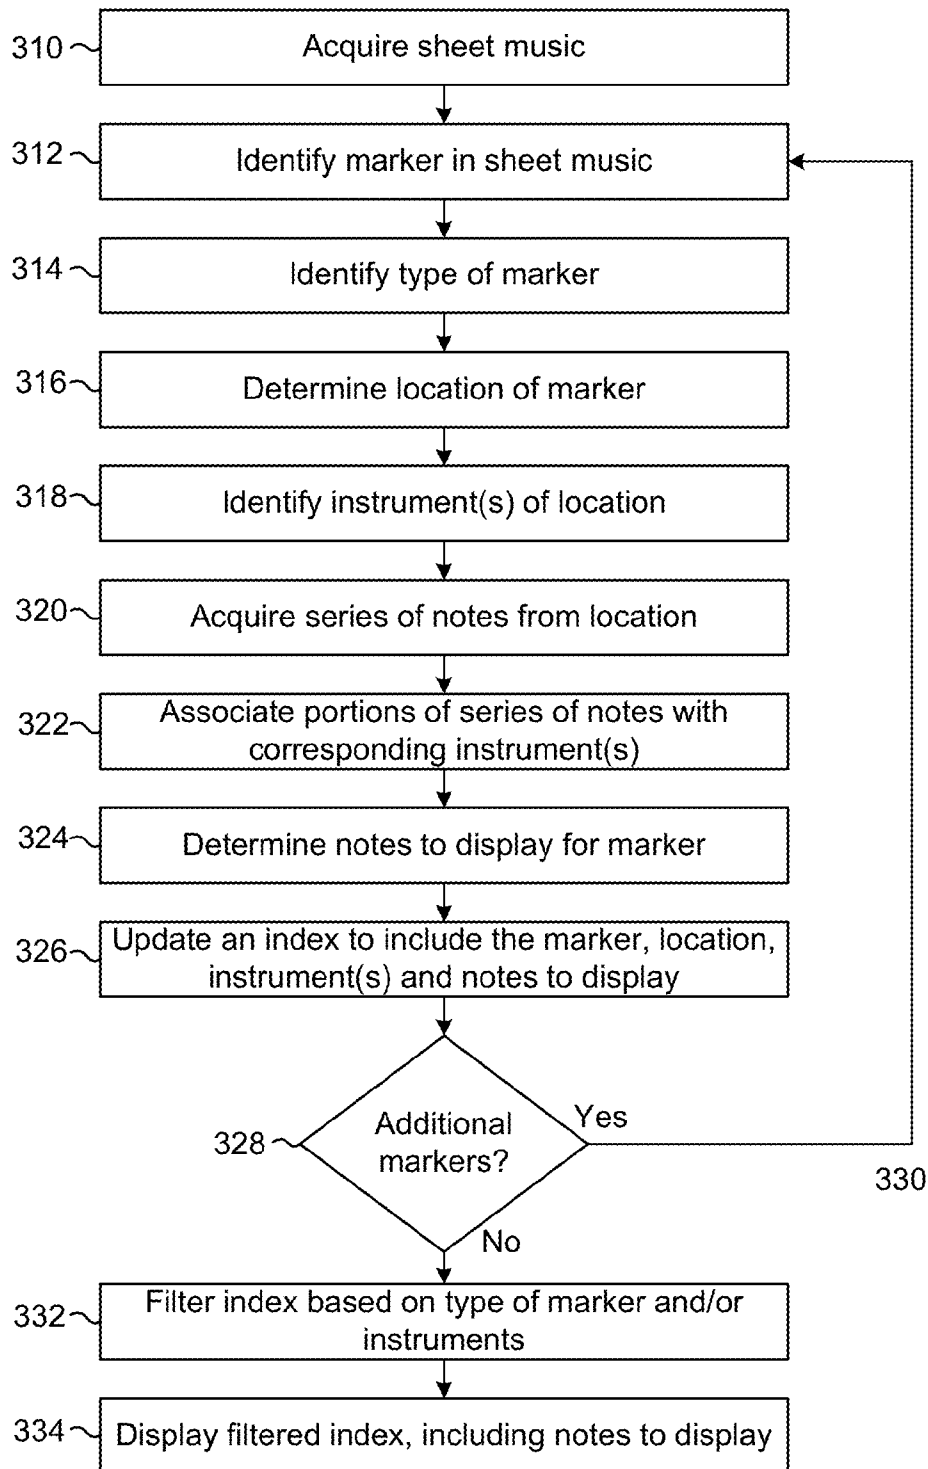 310
Acquire sheet music
312
Identify marker in sheet music
314
Identify type of marker
316
Determine location of marker
318
Identify instrument(s) of location
320
Acquire series of notes from location
322
Associate portions of series of notes with
corresponding instrument(s)
324
Determine notes to display for marker
326
Update an index to include the marker, location,
instrument(s) and notes to display
328
Additional
markers?
Yes
330
No
332
Filter index based on type of marker and/or
instruments
334
Display filtered index, including notes to display